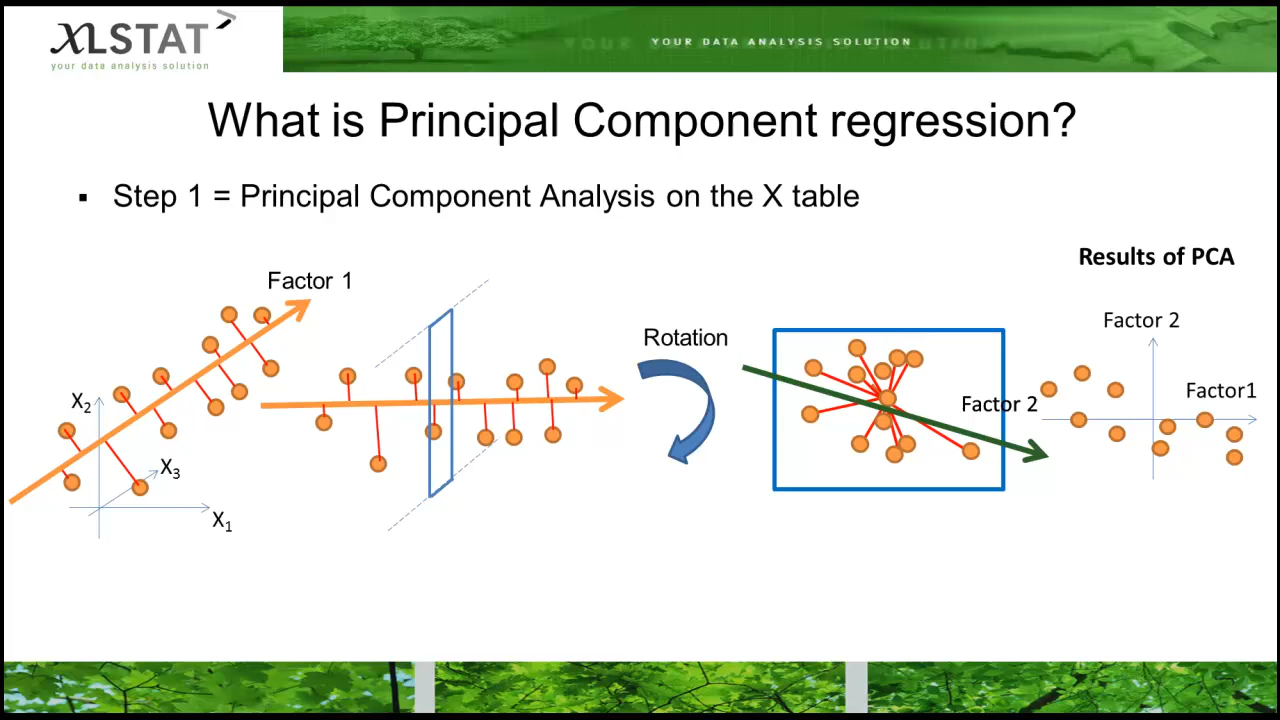 XLSTAT
your data analysis solution
YOUR DATA ANALYSIS SOLUTION
What is Principal Component regression?
▪ Step 1 = Principal Component Analysis on the X table
Results of PCA
Factor 1
Factor 2
Rotation
Factor1
X₂
Factor 2
X₃
X₁